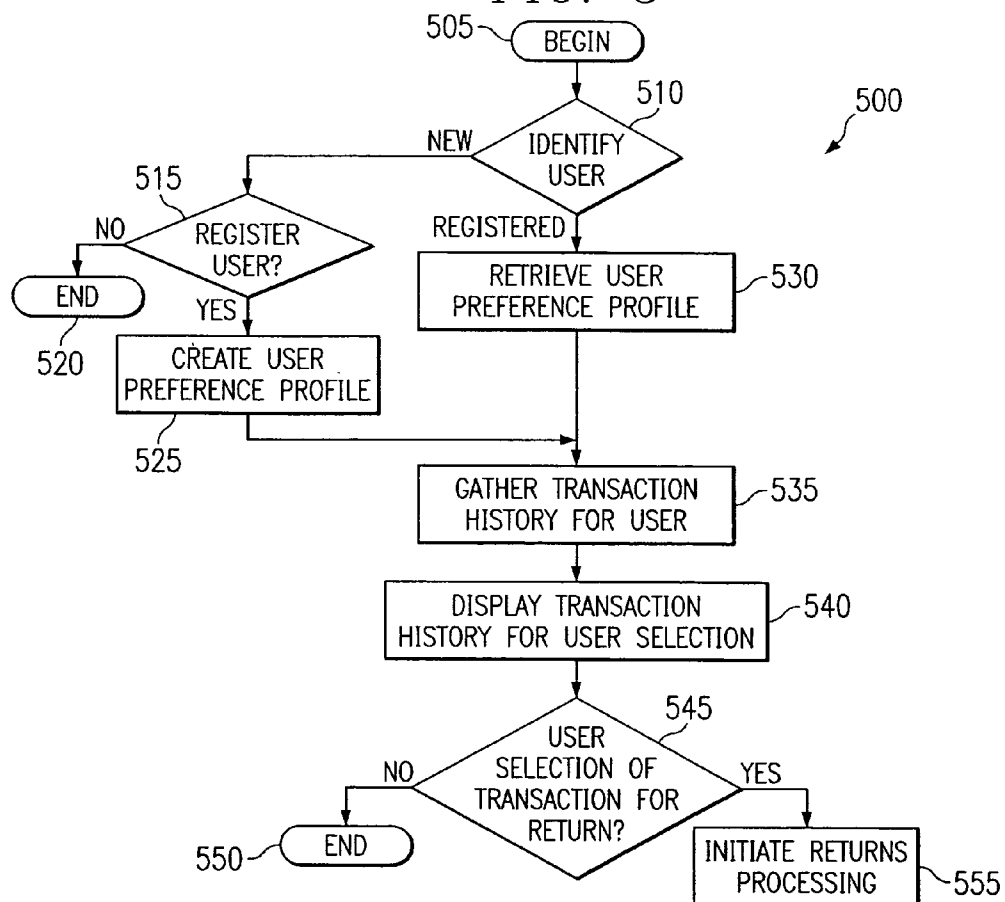 505
BEGIN
510
500
IDENTIFY
USER
NEW
515
REGISTER
USER?
NO
REGISTERED
RETRIEVE USER
PREFERENCE PROFILE
530
END
520
YES
CREATE USER
PREFERENCE PROFILE
525
GATHER TRANSACTION
HISTORY FOR USER
535
DISPLAY TRANSACTION
HISTORY FOR USER SELECTION
540
545
USER
SELECTION OF
TRANSACTION FOR
RETURN?
NO
YES
550
END
INITIATE RETURNS
PROCESSING
555